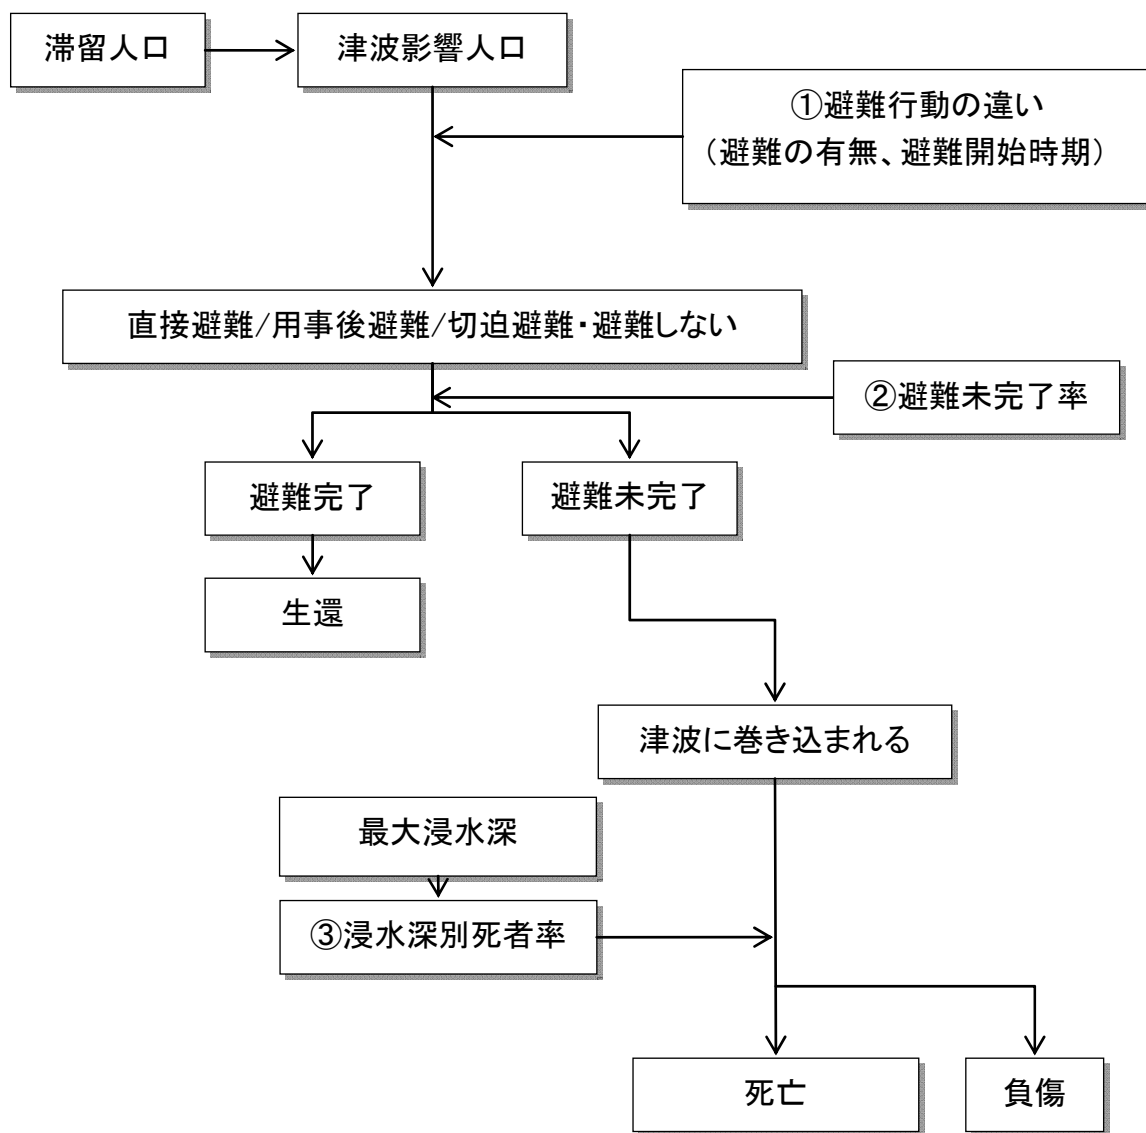 滞留人口
津波影響人口
①避難行動の違い
（避難の有無、避難開始時期）
直接避難/用事後避難/切迫避難・避難しない
②避難未完了率
避難完了
避難未完了
生還
津波に巻き込まれる
最大浸水深
③浸水深別死者率
死亡
負傷